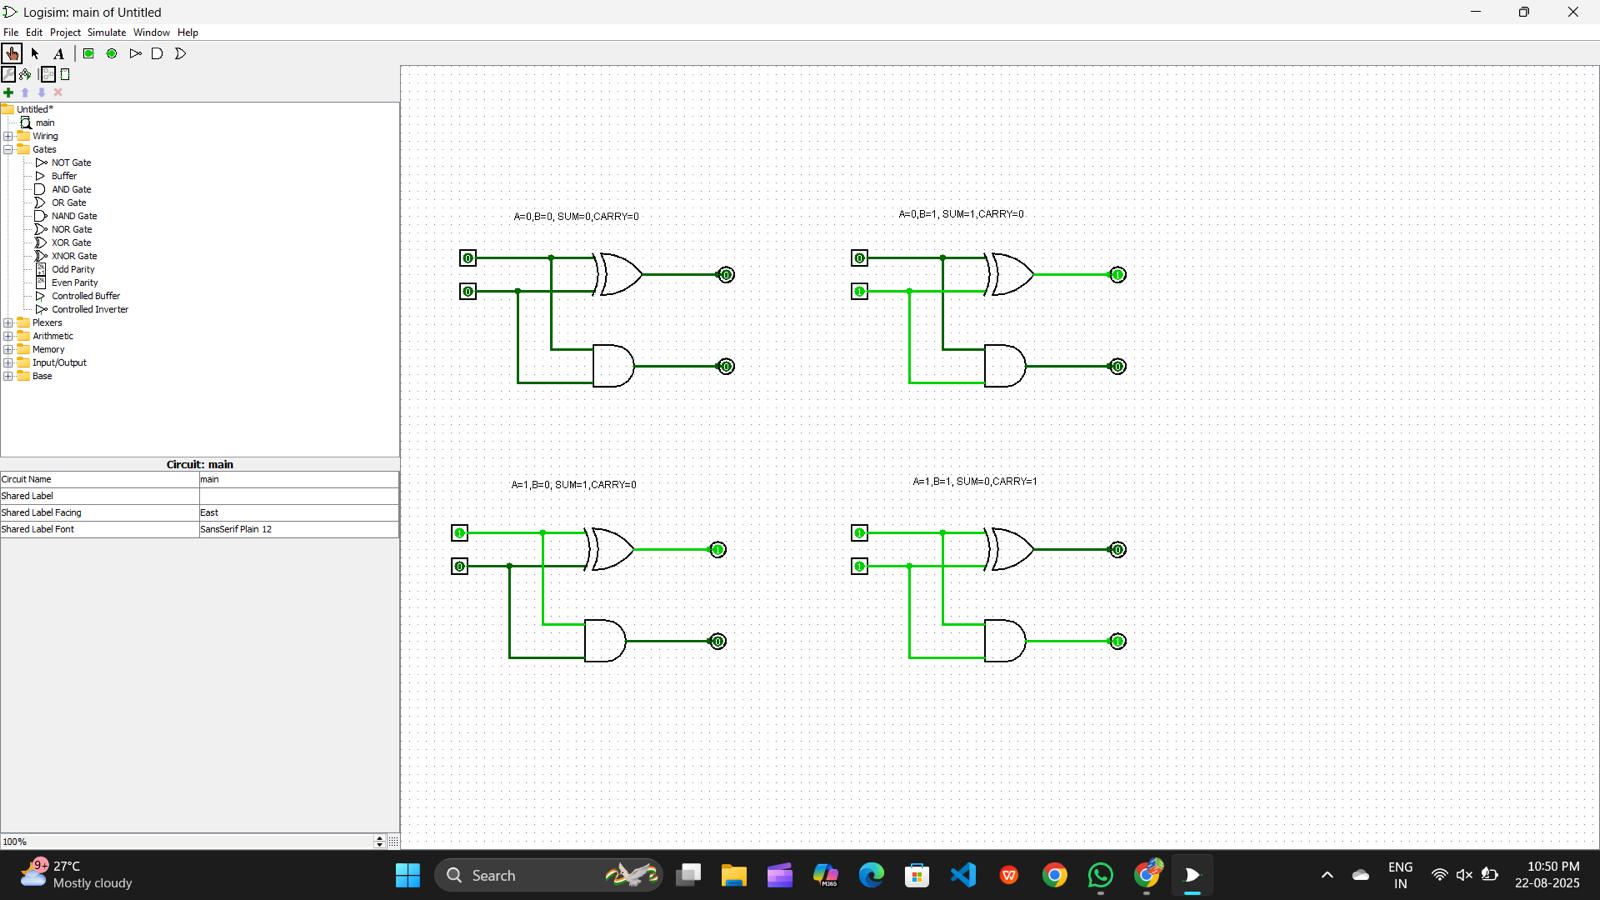 Logisim: main of Untitled
File Edit Project Simulate Window Help
A
Untitled*
main
Wiring
Gates
NOT Gate
Buffer
AND Gate
OR Gate
NAND Gate
NOR Gate
XOR Gate
XNOR Gate
Odd Parity
Even Parity
Controlled Buffer
Controlled Inverter
Plexers
Arithmetic
Memory
Input/Output
Base
Circuit: main
Circuit Name main
Shared Label
Shared Label Facing East
Shared Label Font SansSerif Plain 12
100%
A=0,B=0, SUM=0,CARRY=0
0
0
0
0
A=0,B=1, SUM=1,CARRY=0
0
1
1
0
A=1,B=0, SUM=1,CARRY=0
1
1
0
0
A=1,B=1, SUM=0,CARRY=1
1
0
1
1
9+
27°C
Mostly cloudy
Search
M365
W
ENG
IN
10:50 PM
22-08-2025